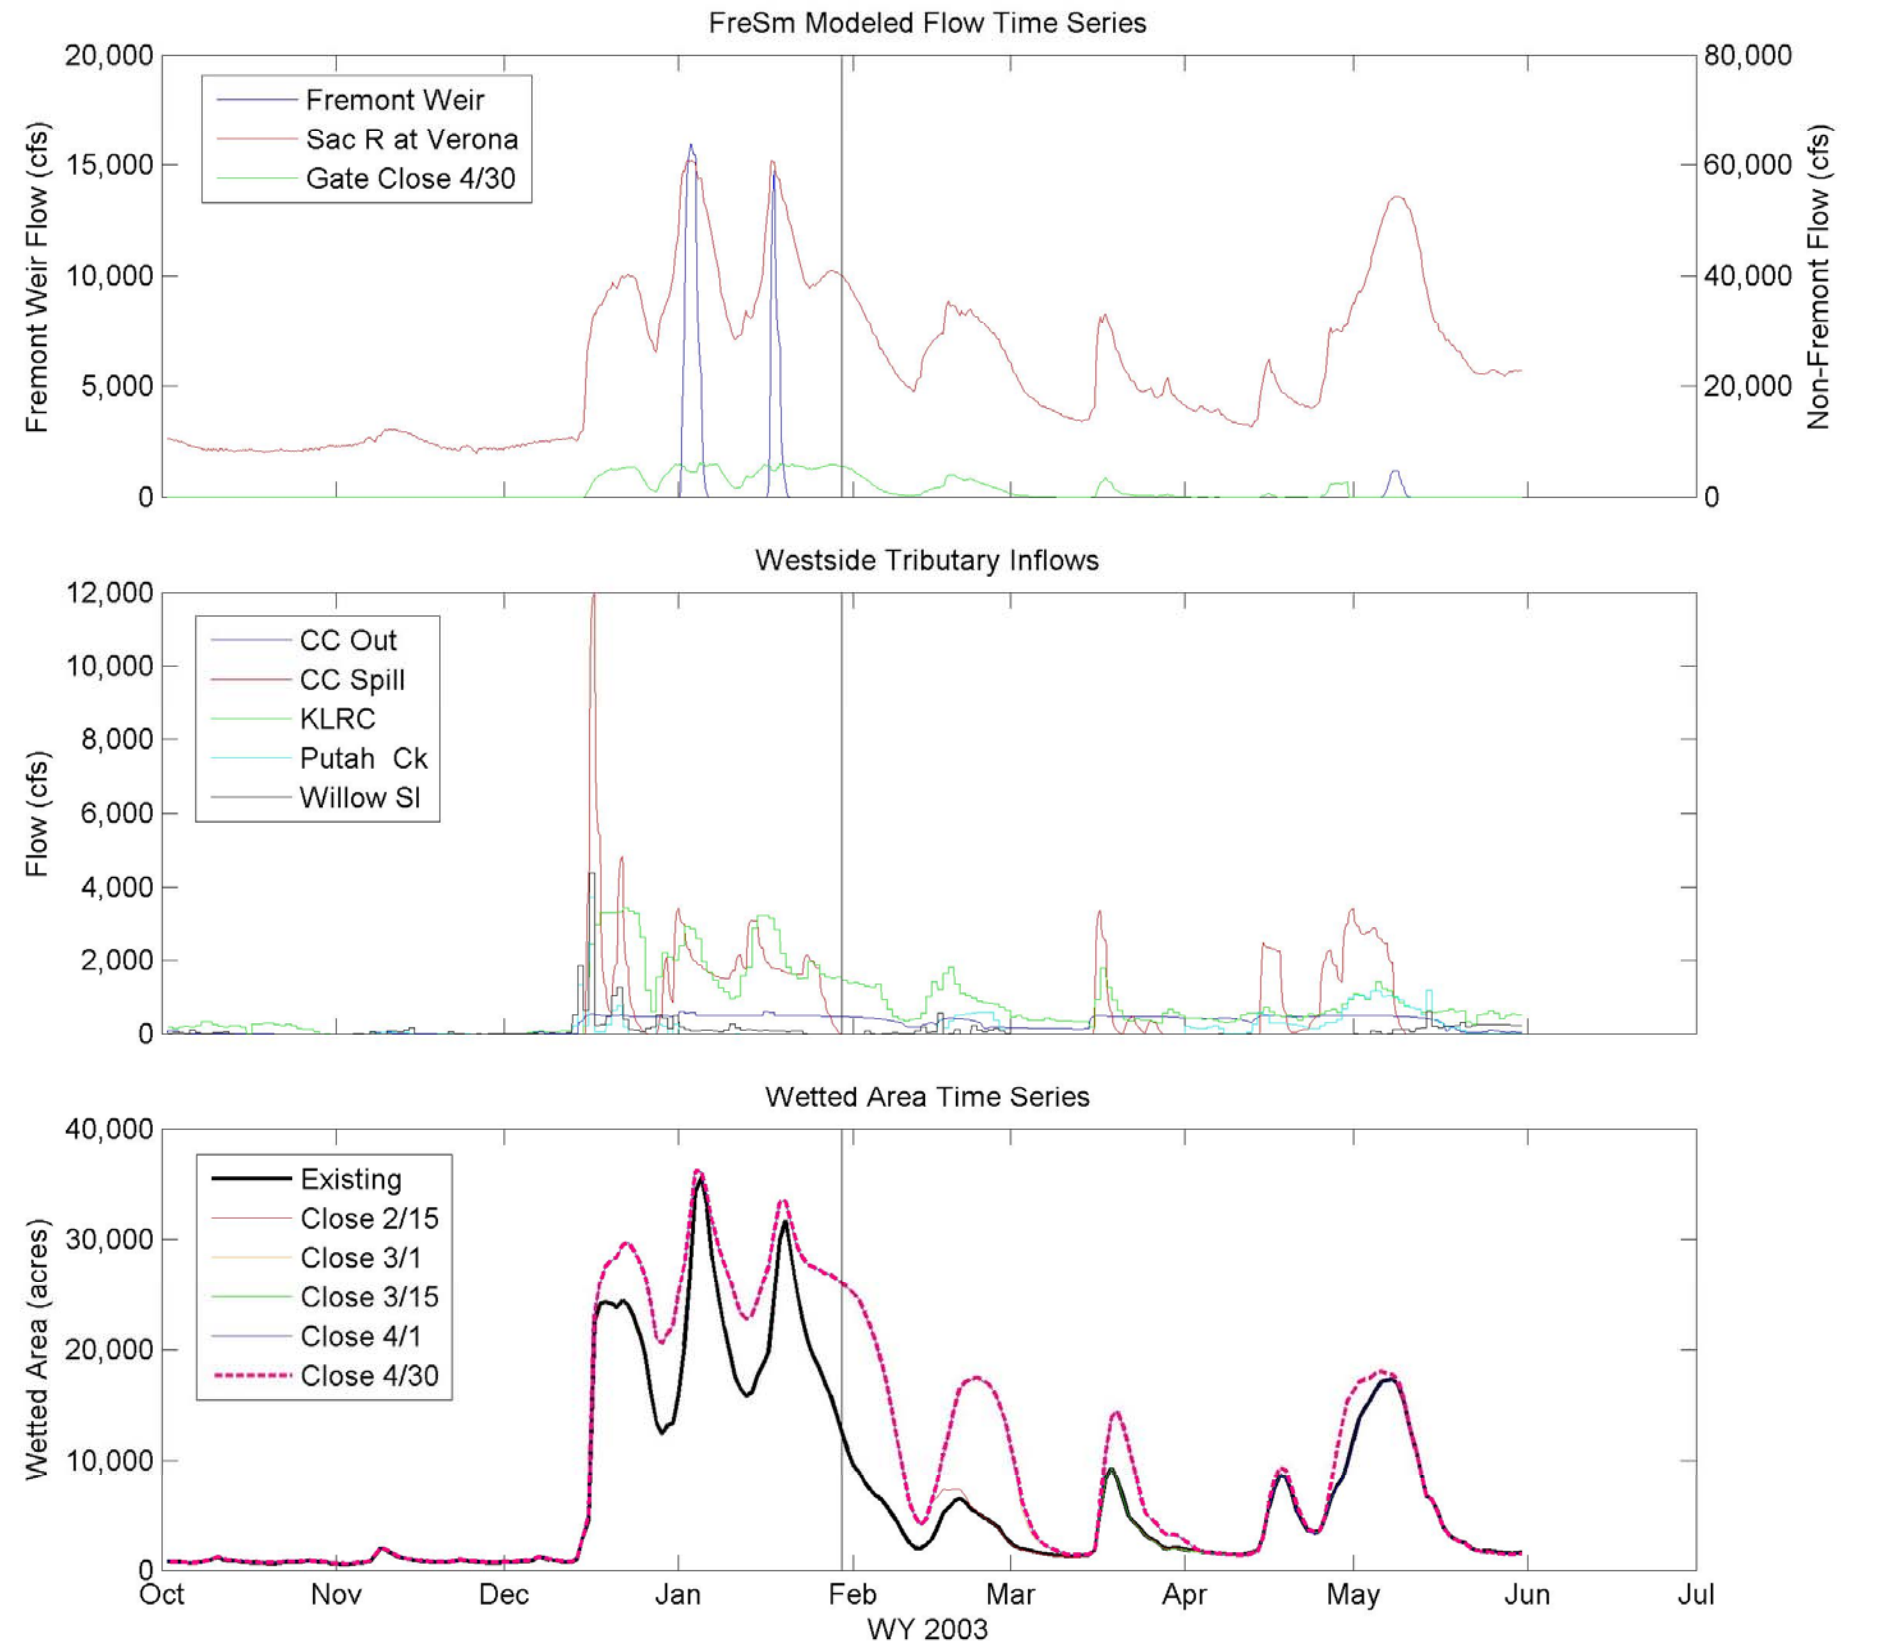 FreSm Modeled Flow Time Series
20,000
15,000
10,000
5,000
0
Fremont Weir Flow (cfs)
Fremont Weir
Sac R at Verona
Gate Close 4/30
80,000
60,000
40,000
20,000
0
Non-Fremont Flow (cfs)
Westside Tributary Inflows
12,000
10,000
8,000
6,000
4,000
2,000
0
Flow (cfs)
CC Out
CC Spill
KLRC
Putah Ck
Willow Sl
Wetted Area Time Series
40,000
30,000
20,000
10,000
0
Wetted Area (acres)
Existing
Close 2/15
Close 3/1
Close 3/15
Close 4/1
Close 4/30
Oct Nov Dec Jan Feb Mar Apr May Jun Jul
WY 2003